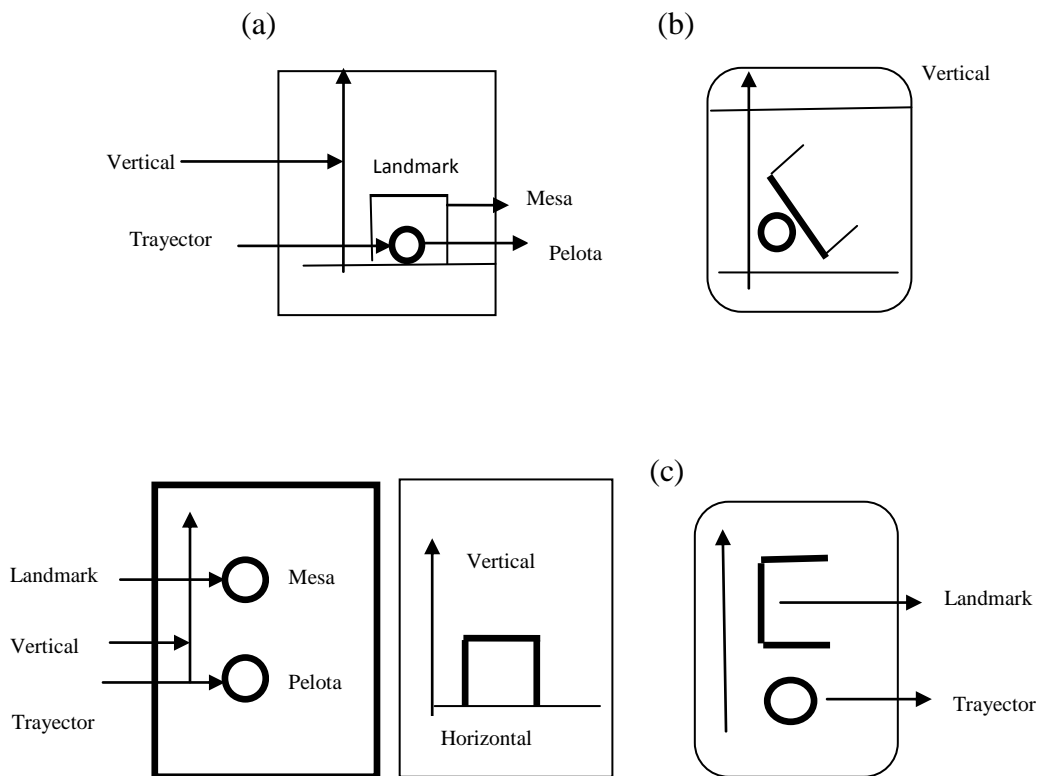 (a)
(b)
Vertical
Vertical
Landmark
Mesa
Trayector
Pelota
(c)
Vertical
Landmark
Mesa
Landmark
Vertical
Pelota
Trayector
Trayector
Horizontal